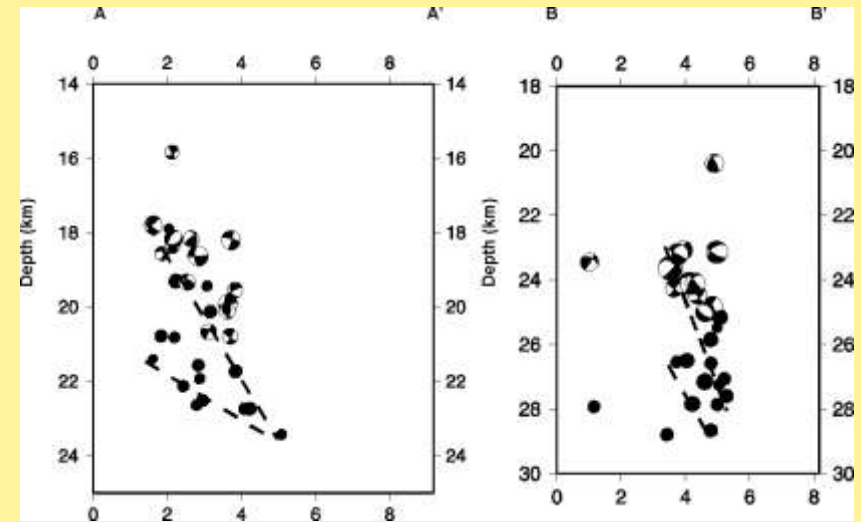 A A' B B'
0 2 4 6 8 0 2 4 6 8
14 14 18 18
16 16 20 20
18 18 22 22
20 20 24 24
22 22 26 26
24 24 28 28
30 30
0 2 4 6 8 0 2 4 6 8
Depth (km)
Depth (km)